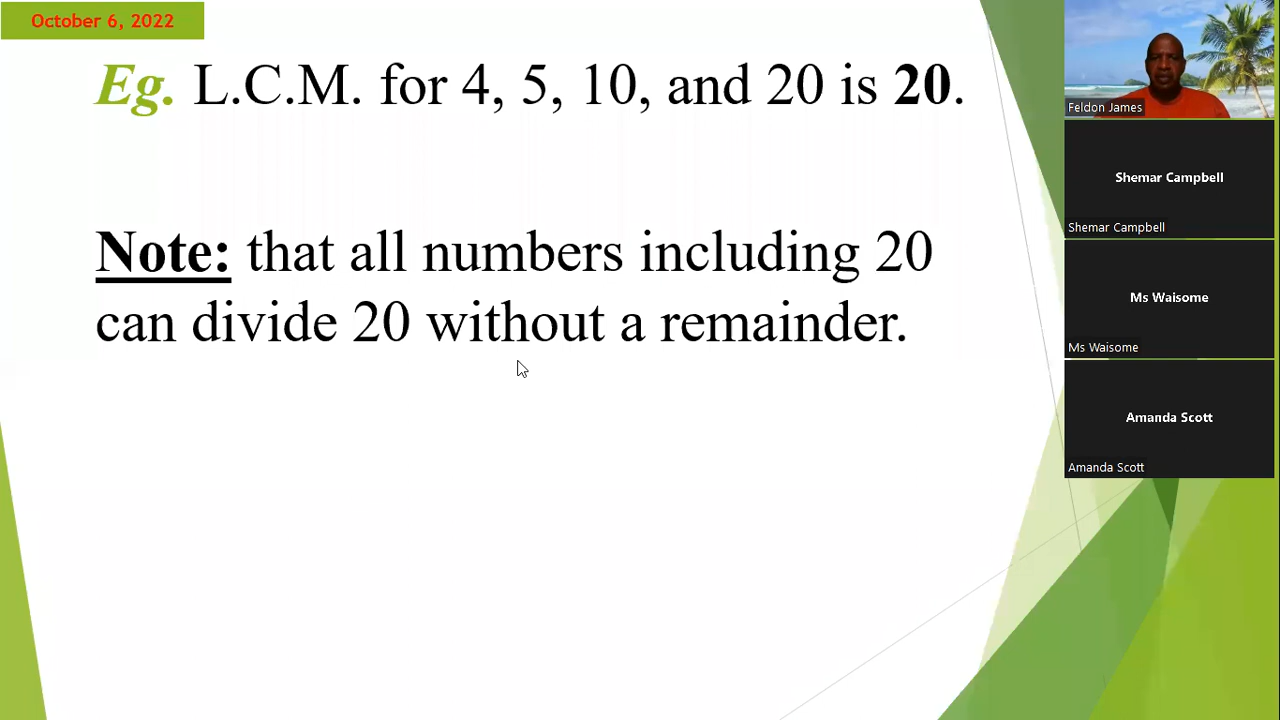 October 6, 2022
Eg. L.C.M. for 4, 5, 10, and 20 is 20.
Note: that all numbers including 20
can divide 20 without a remainder.
Feldon James
Shemar Campbell
Shemar Campbell
Ms Waisome
Ms Waisome
Amanda Scott
Amanda Scott